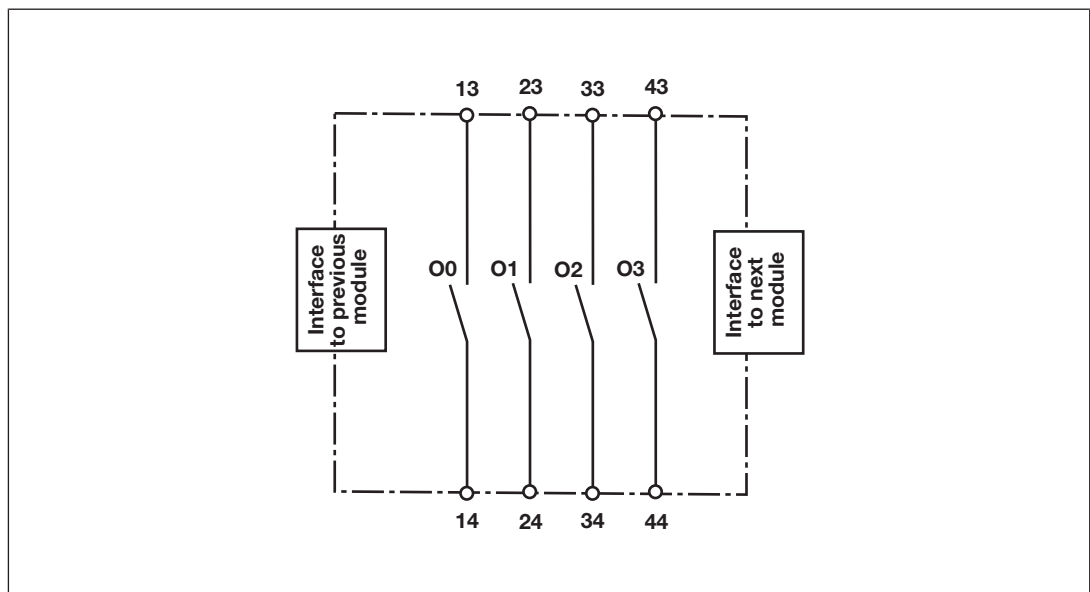 13 23 33 43
Interface
to previous
module
O0 O1 O2 O3
Interface
to next
module
14 24 34 44